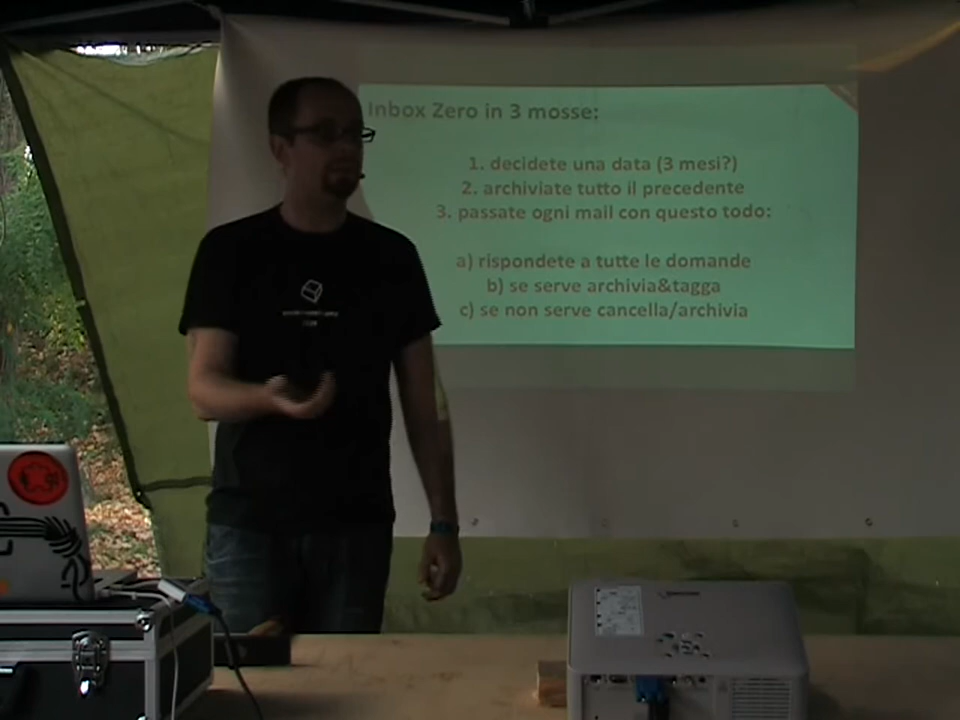 Inbox Zero in 3 mosse:
1. decidete una data (3 mesi?)
2. archiviate tutto il precedente
3. passate ogni mail con questo todo:
a) rispondete a tutte le domande
b) se serve archivia&tagga
c) se non serve cancella/archivia